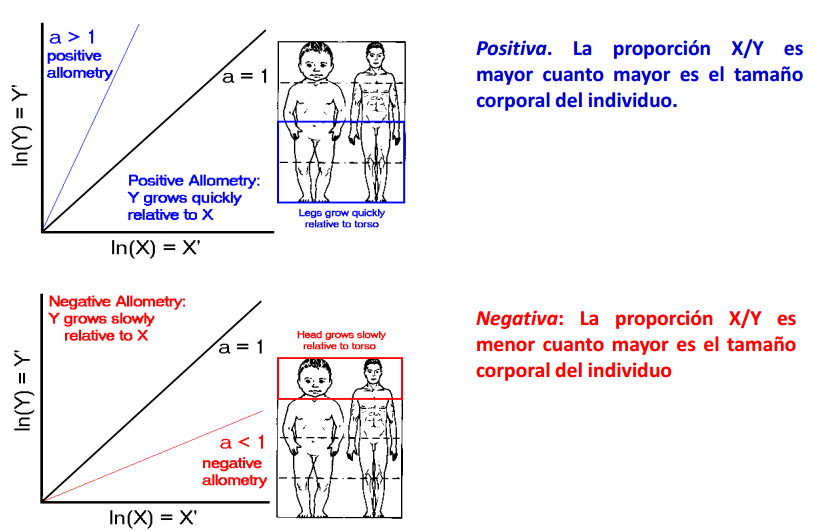 a > 1
positive
allometry
a = 1
ln(Y) = Y'
Positive Allometry:
Y grows quickly
relative to X
ln(X) = X'
Legs grow quickly
relative to torso
Positiva. La proporción X/Y es
mayor cuanto mayor es el tamaño
corporal del individuo.
Negative Allometry:
Y grows slowly
relative to X
a = 1
ln(Y) = Y'
a < 1
negative
allometry
ln(X) = X'
Head grows slowly
relative to torso
Negativa: La proporción X/Y es
menor cuanto mayor es el tamaño
corporal del individuo